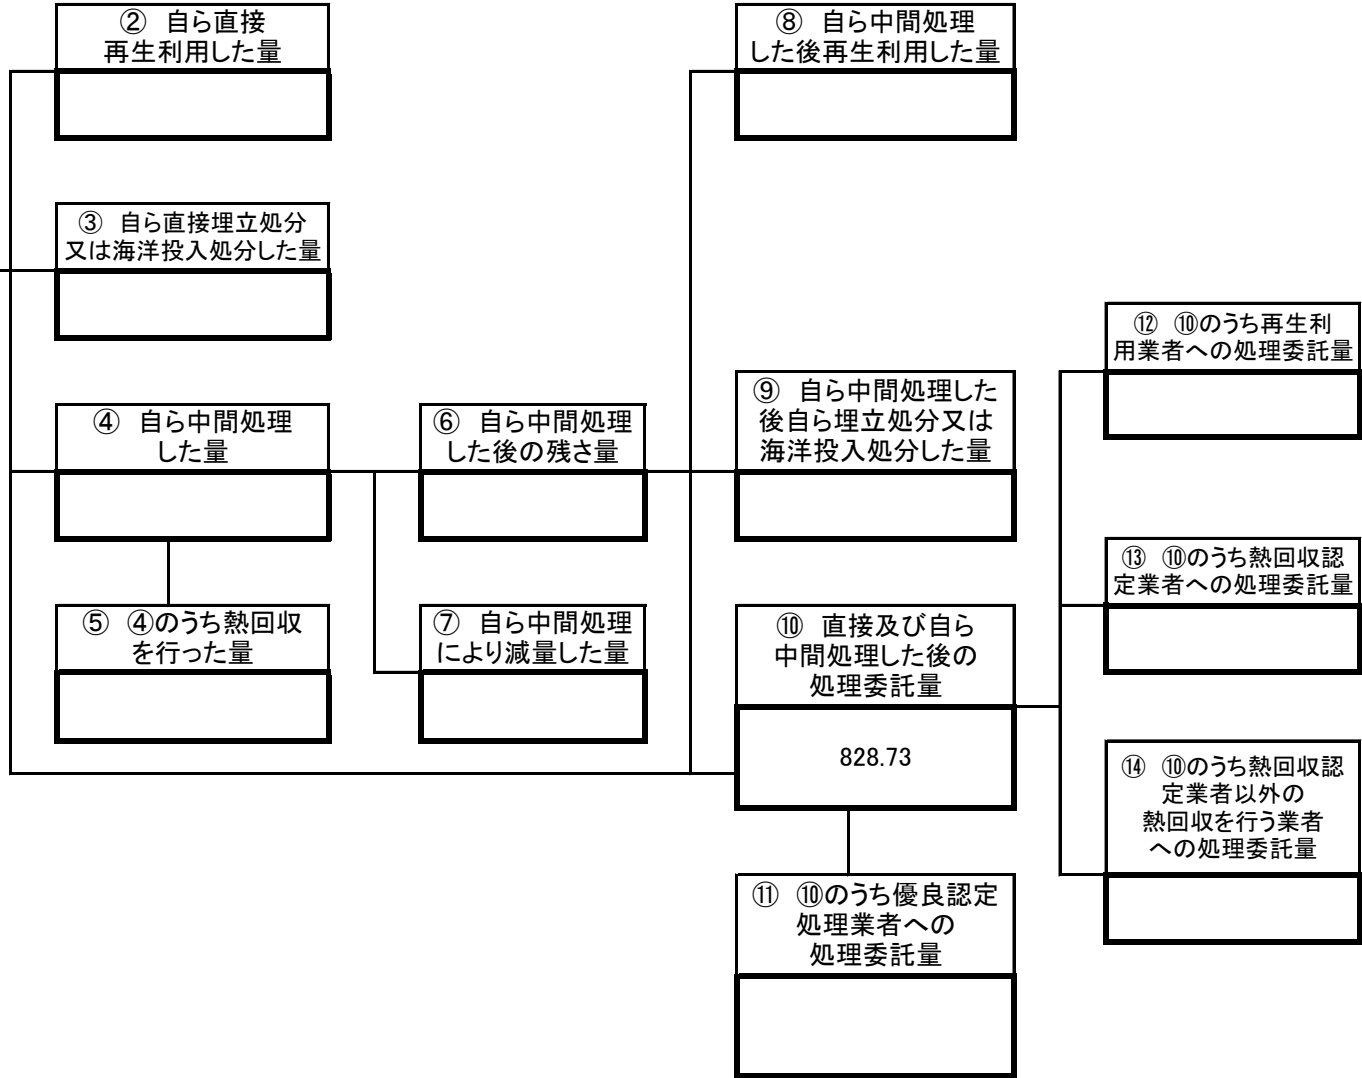 ② 自ら直接
再生利用した量
⑧ 自ら中間処理
した後再生利用した量
③ 自ら直接埋立処分
又は海洋投入処分した量
⑫ ⑩のうち再生利
用業者への処理委託量
④ 自ら中間処理
した量
⑥ 自ら中間処理
した後の残さ量
⑨ 自ら中間処理した
後自ら埋立処分又は
海洋投入処分した量
⑬ ⑩のうち熱回収認
定業者への処理委託量
⑤ ④のうち熱回収
を行った量
⑦ 自ら中間処理
により減量した量
⑩ 直接及び自ら
中間処理した後の
処理委託量
828.73
⑭ ⑩のうち熱回収認
定業者以外の
熱回収を行う業者
への処理委託量
⑪ ⑩のうち優良認定
処理業者への
処理委託量